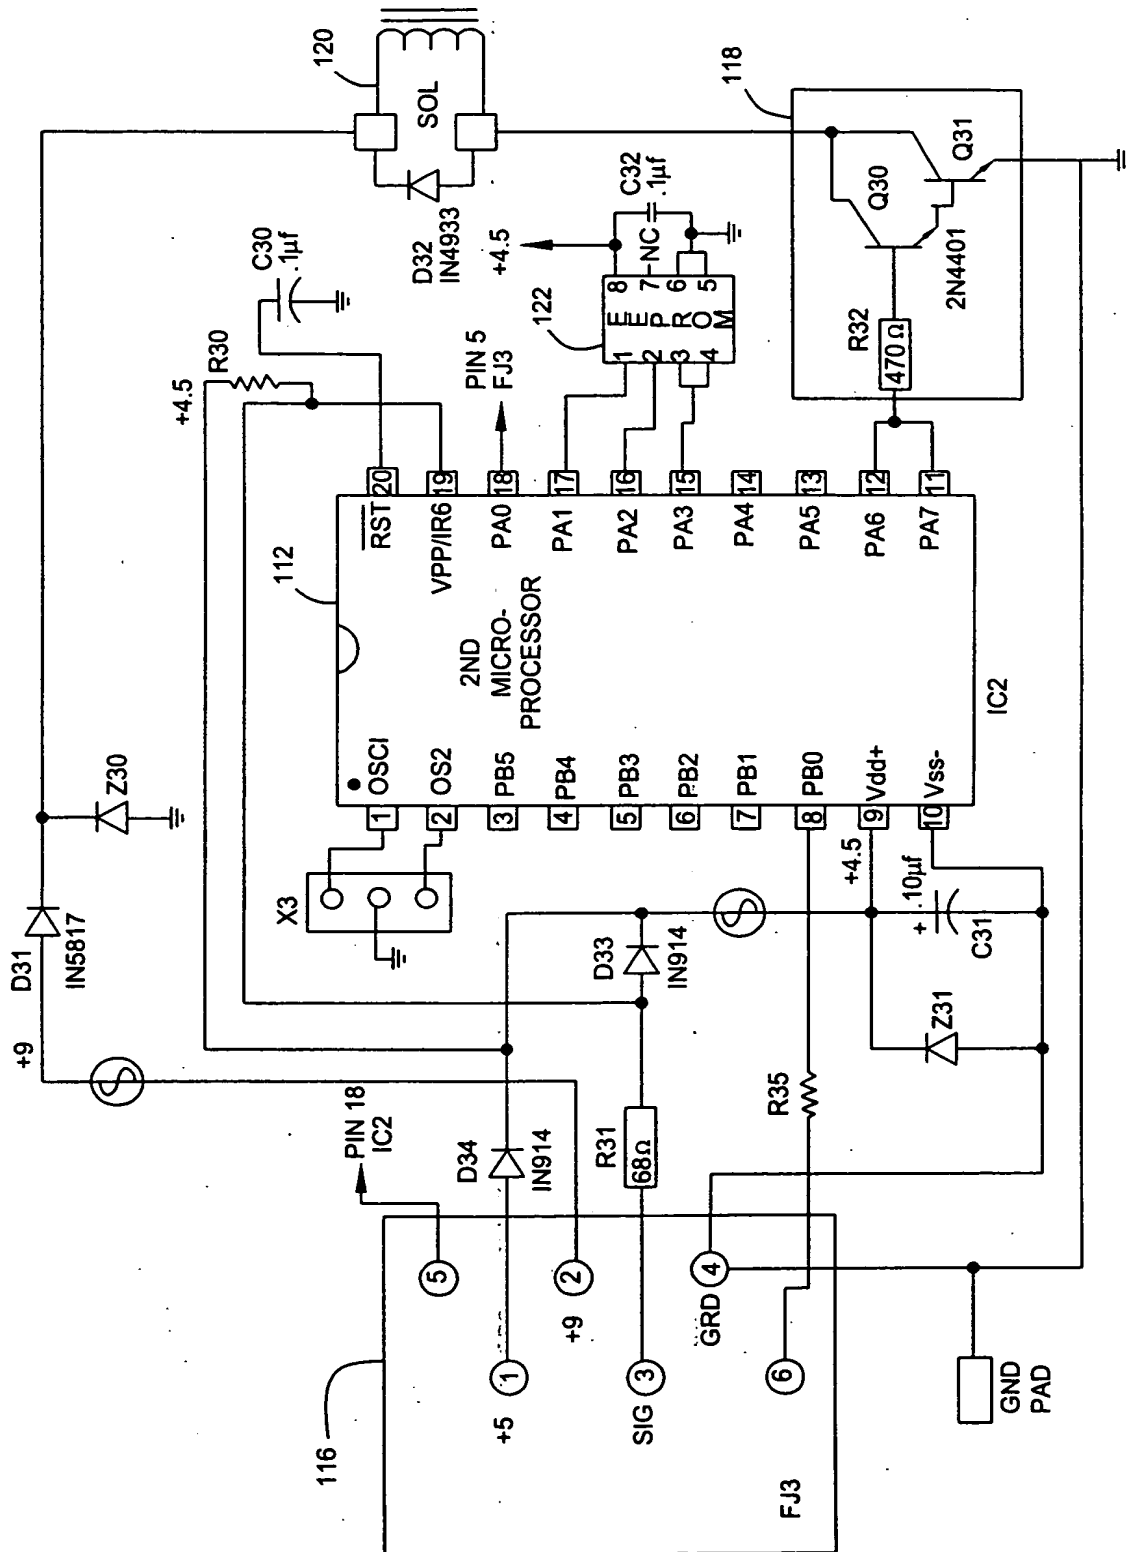 116
FJ3
+5
1
+9
2
SIG
3
GRD
4
5
6
GND
PAD
PIN 18
IC2
D34
IN914
R31
68Ω
R35
+9
D31
IN5817
Z30
X3
D33
IN914
Z31
+4.5
+ .10µf
C31
112
2ND
MICRO-
PROCESSOR
IC2
1 OSCI
2 OS2
3 PB5
4 PB4
5 PB3
6 PB2
7 PB1
8 PB0
9 Vdd+
10 Vss-
RST 20
VPP/IR6 19
PA0 18
PA1 17
PA2 16
PA3 15
PA4 14
PA5 13
PA6 12
PA7 11
+4.5
R30
C30
.1µf
PIN 5
FJ3
122
EEPROM
1
2
3
4
8
7
6
5
NC
+4.5
C32
.1µf
120
SOL
D32
IN4933
118
R32
470 Ω
Q30
Q31
2N4401